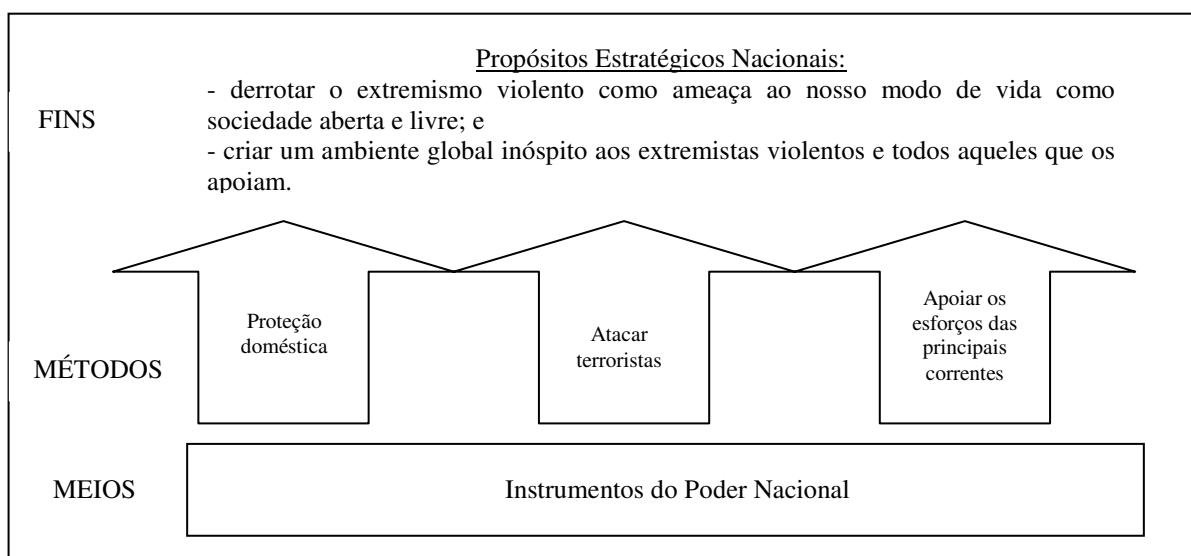 Propósitos Estratégicos Nacionais:
FINS
- derrotar o extremismo violento como ameaça ao nosso modo de vida como
sociedade aberta e livre; e
- criar um ambiente global inóspito aos extremistas violentos e todos aqueles que os
apoiam.
MÉTODOS
Proteção
doméstica
Atacar
terroristas
Apoiar os
esforços das
principais
correntes
MEIOS
Instrumentos do Poder Nacional